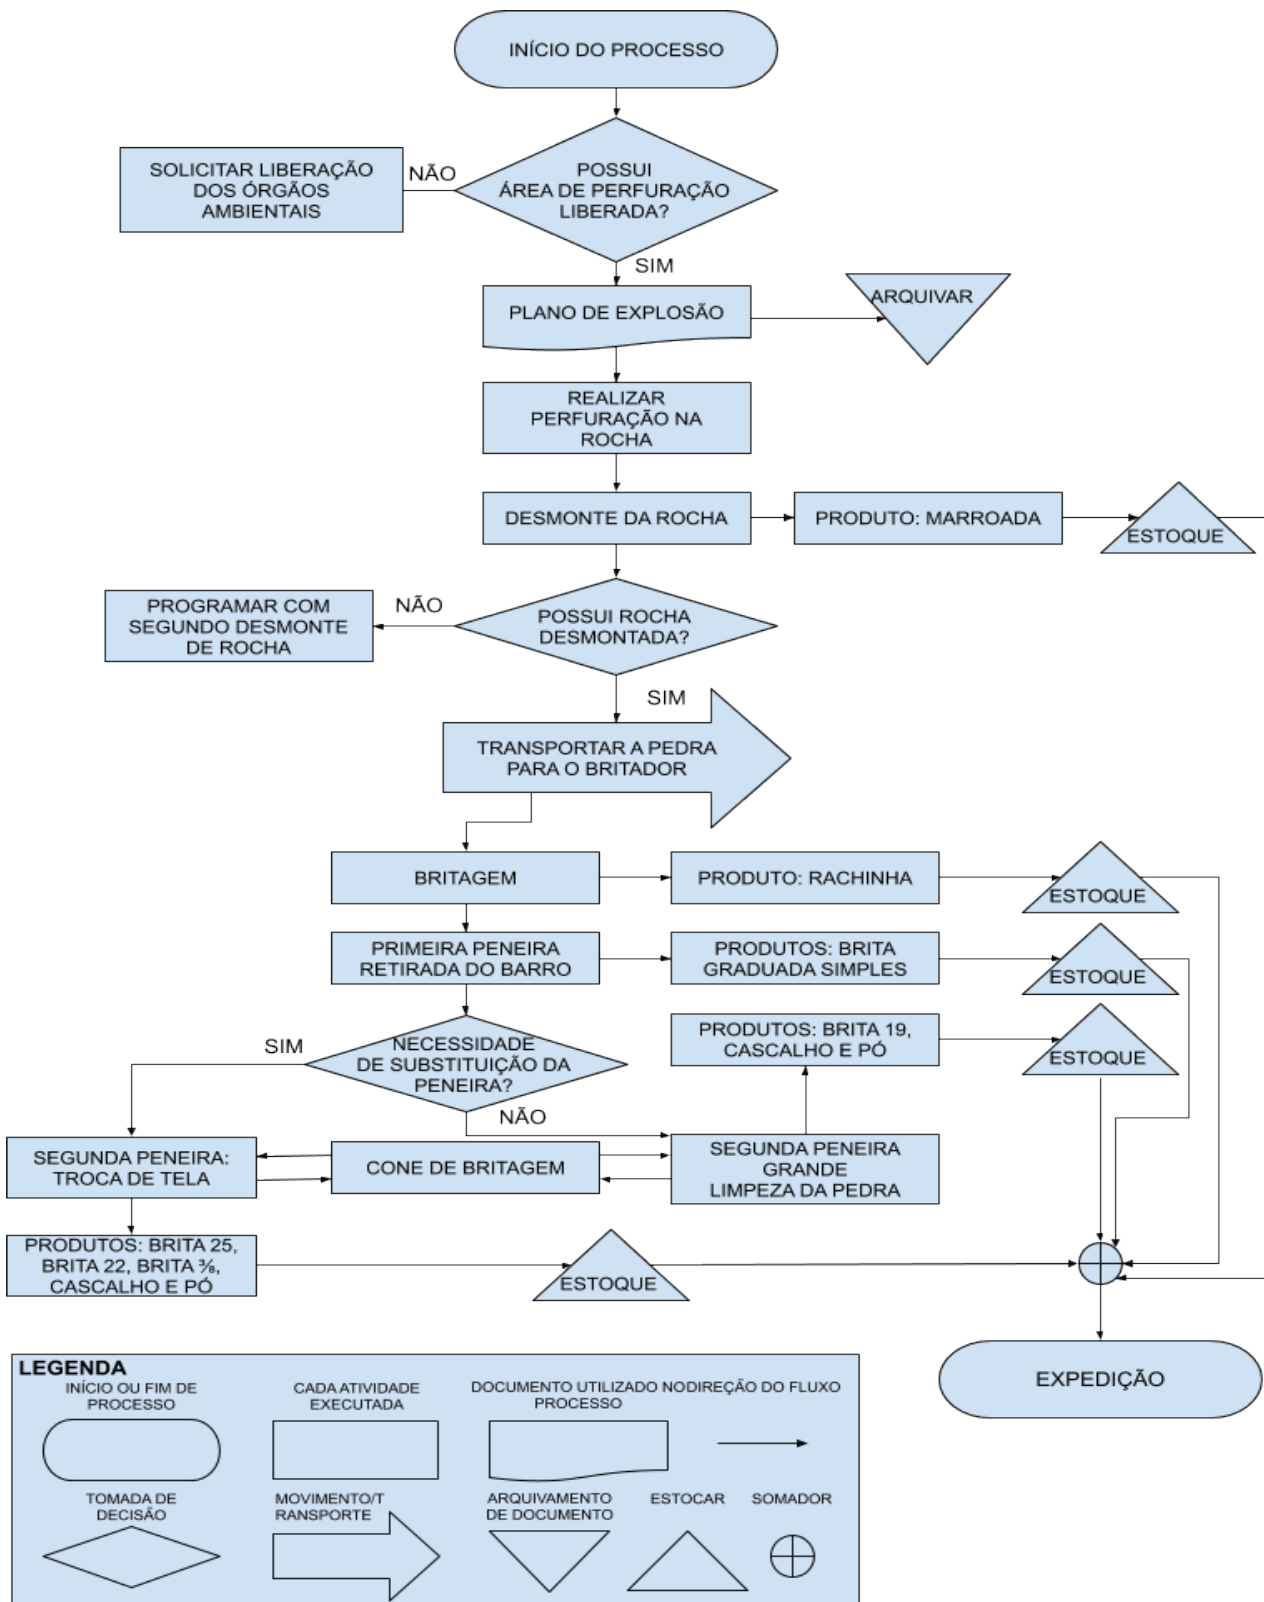 INÍCIO DO PROCESSO
POSSUI
ÁREA DE PERFURAÇÃO
LIBERADA?
NÃO
SOLICITAR LIBERAÇÃO
DOS ÓRGÃOS
AMBIENTAIS
SIM
PLANO DE EXPLOSÃO
ARQUIVAR
REALIZAR
PERFURAÇÃO NA
ROCHA
DESMONTE DA ROCHA
PRODUTO: MARROADA
ESTOQUE
POSSUI ROCHA
DESMONTADA?
NÃO
PROGRAMAR COM
SEGUNDO DESMONTE
DE ROCHA
SIM
TRANSPORTAR A PEDRA
PARA O BRITADOR
BRITAGEM
PRODUTO: RACHINHA
ESTOQUE
PRIMEIRA PENEIRA
RETIRADA DO BARRO
PRODUTOS: BRITA
GRADUADA SIMPLES
ESTOQUE
NECESSIDADE
DE SUBSTITUIÇÃO DA
PENEIRA?
SIM
NÃO
PRODUTOS: BRITA 19,
CASCALHO E PÓ
ESTOQUE
SEGUNDA PENEIRA:
TROCA DE TELA
CONE DE BRITAGEM
SEGUNDA PENEIRA
GRANDE
LIMPEZA DA PEDRA
PRODUTOS: BRITA 25,
BRITA 22, BRITA ⅜,
CASCALHO E PÓ
ESTOQUE
EXPEDIÇÃO
LEGENDA
INÍCIO OU FIM DE
PROCESSO
CADA ATIVIDADE
EXECUTADA
DOCUMENTO UTILIZADO NO
PROCESSO
DIREÇÃO DO FLUXO
TOMADA DE
DECISÃO
MOVIMENTO/T
RANSPORTE
ARQUIVAMENTO
DE DOCUMENTO
ESTOCAR
SOMADOR